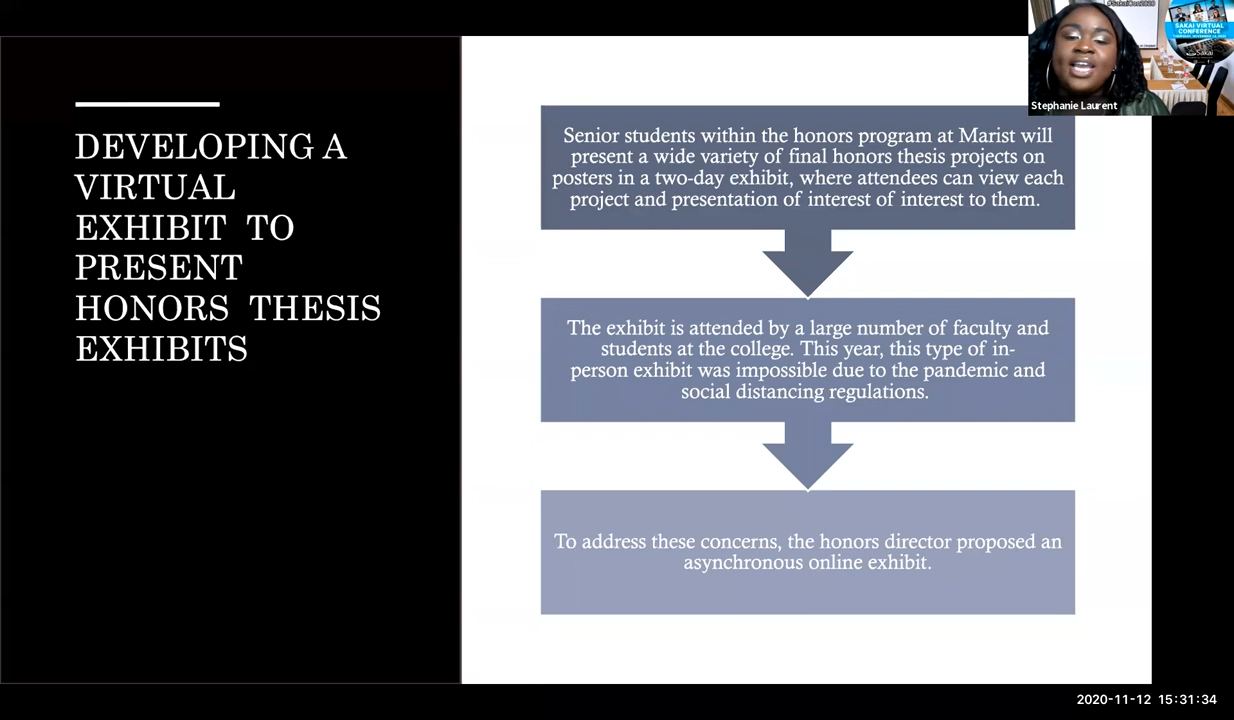 DEVELOPING A
VIRTUAL
EXHIBIT TO
PRESENT
HONORS THESIS
EXHIBITS
Senior students within the honors program at Marist will
present a wide variety of final honors thesis projects on
posters in a two-day exhibit, where attendees can view each
project and presentation of interest of interest to them.
The exhibit is attended by a large number of faculty and
students at the college. This year, this type of in-
person exhibit was impossible due to the pandemic and
social distancing regulations.
To address these concerns, the honors director proposed an
asynchronous online exhibit.
#SakaiCon2020
SAKAI VIRTUAL
CONFERENCE
Sakai
Stephanie Laurent
2020-11-12 15:31:34